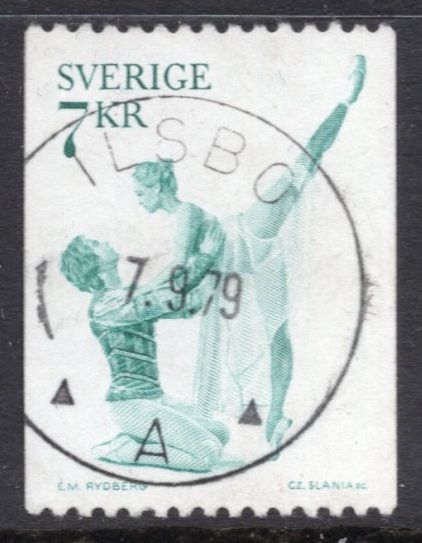 SVERIGE
7 KR
ILSBO
7.9.79
A
E.M. RYDBERG
CZ. SLANIA sc.